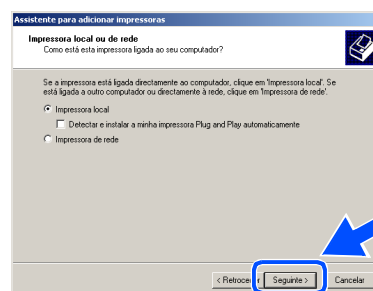 Assistente para adicionar impressoras
Impressora local ou de rede
Como está esta impressora ligada ao seu computador?
Se a impressora está ligada directamente ao computador, clique em 'Impressora local'. Se
está ligada a outro computador ou directamente à rede, clique em 'Impressora de rede'.
Impressora local
Detectar e instalar a minha impressora Plug and Play automaticamente
Impressora de rede
< Retroceder Seguinte > Cancelar